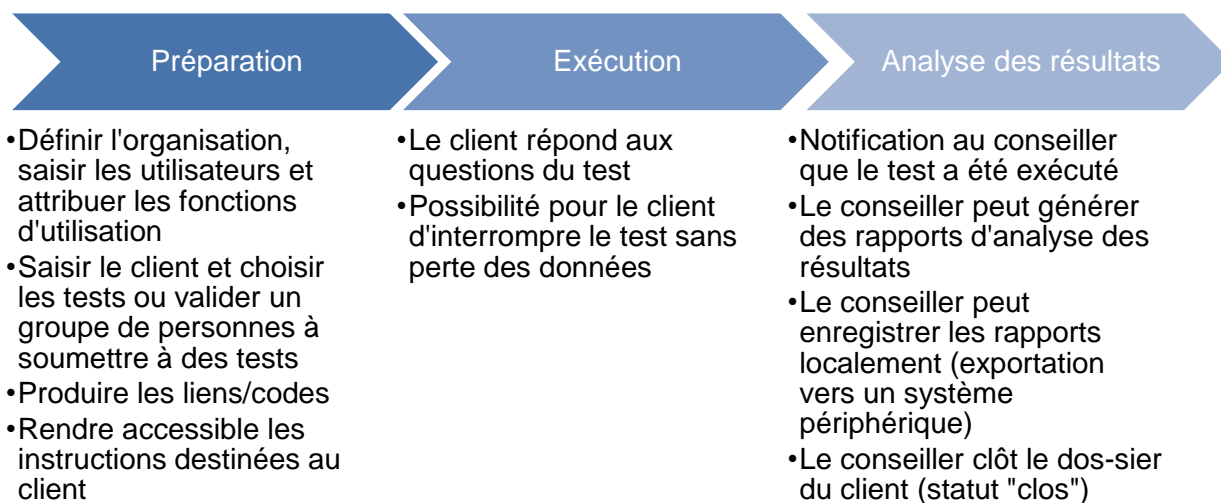 Préparation
•Définir l'organisation,
saisir les utilisateurs et
attribuer les fonctions
d'utilisation
•Saisir le client et choisir
les tests ou valider un
groupe de personnes à
soumettre à des tests
•Produire les liens/codes
•Rendre accessible les
instructions destinées au
client
Exécution
•Le client répond aux
questions du test
•Possibilité pour le client
d'interrompre le test sans
perte des données
Analyse des résultats
•Notification au conseiller
que le test a été exécuté
•Le conseiller peut générer
des rapports d'analyse des
résultats
•Le conseiller peut
enregistrer les rapports
localement (exportation
vers un système
périphérique)
•Le conseiller clôt le dos-sier
du client (statut "clos")